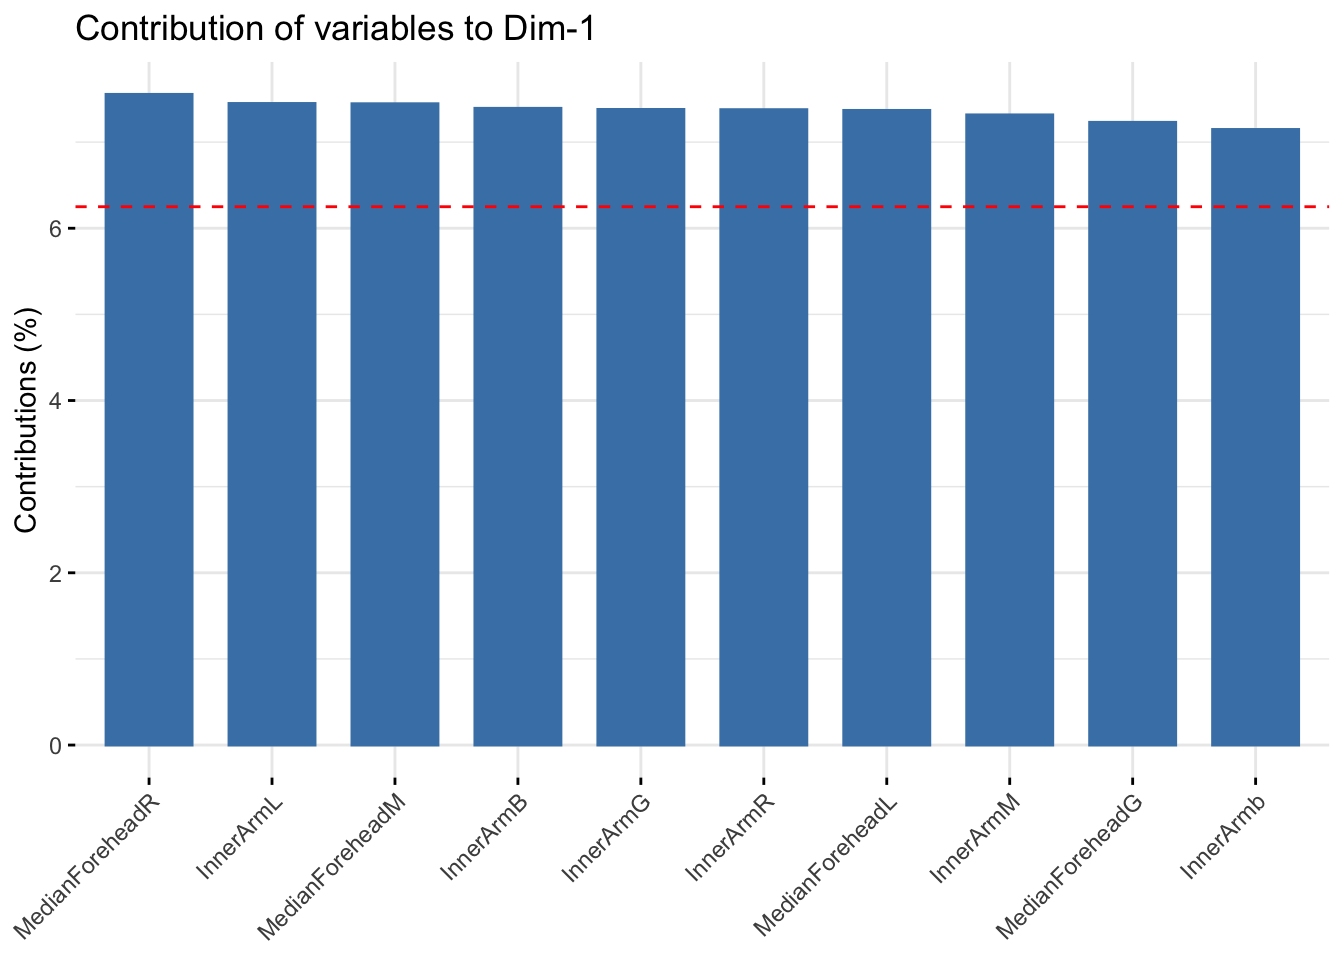 Contribution of variables to Dim-1
Contributions (%)
6
4
2
0
MedianForeheadR
InnerArmL
MedianForeheadM
InnerArmB
InnerArmG
InnerArmR
MedianForeheadL
InnerArmM
MedianForeheadG
InnerArmb